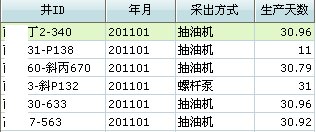 井ID 年月 采出方式 生产天数
丁2-340 201101 抽油机 30.96
31-P138 201101 抽油机 11
60-斜丙670 201101 抽油机 30.79
3-斜P132 201101 螺杆泵 31
30-633 201101 抽油机 30.96
7-563 201101 抽油机 30.92